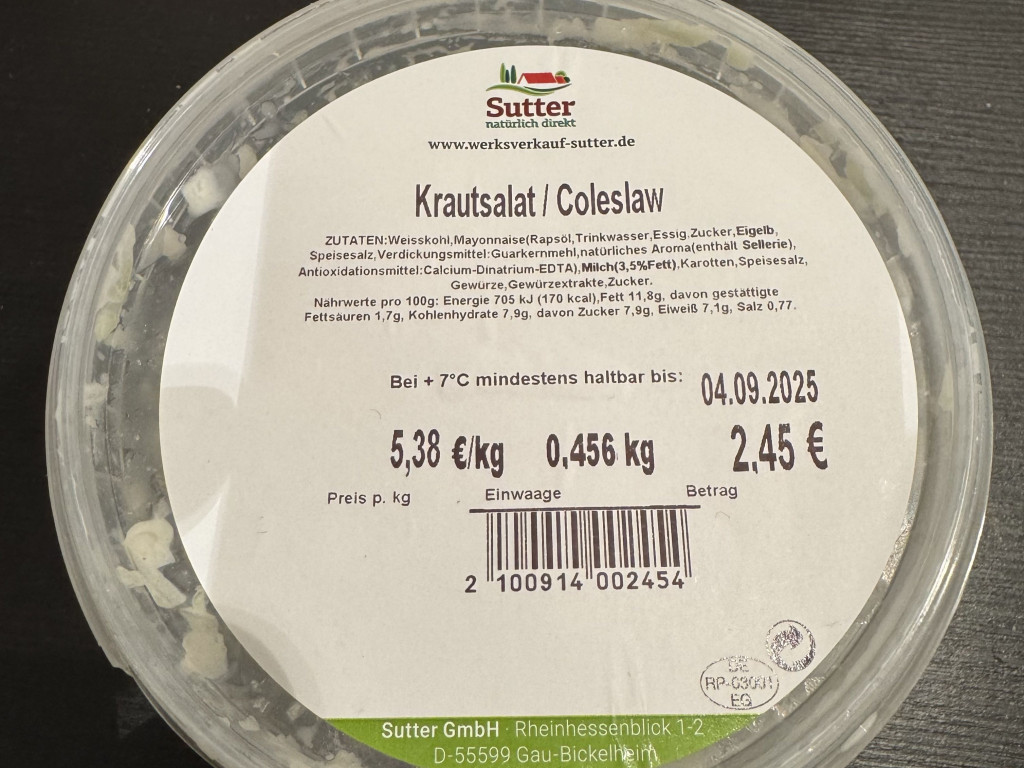 Sutter
natürlich direkt
www.werksverkauf-sutter.de
Krautsalat / Coleslaw
ZUTATEN:Weisskohl,Mayonnaise(Rapsöl,Trinkwasser,Essig,Zucker,Eigelb,
Speisesalz,Verdickungsmittel:Guarkernmehl,natürliches Aroma(enthält Sellerie),
Antioxidationsmittel:Calcium-Dinatrium-EDTA),Milch(3,5%Fett),Karotten,Speisesalz,
Gewürze,Gewürzextrakte,Zucker.
Nährwerte pro 100g: Energie 705 kJ (170 kcal),Fett 11,8g, davon gestättigte
Fettsäuren 1,7g, Kohlenhydrate 7,9g, davon Zucker 7,9g, Eiweiß 7,1g, Salz 0,77.
Bei + 7°C mindestens haltbar bis: 04.09.2025
5,38 €/kg 0,456 kg 2,45 €
Preis p. kg Einwaage Betrag
2 100914 002454
DE
EG
Sutter GmbH · Rheinhessenblick 1-2
D-55599 Gau-Bickelheim